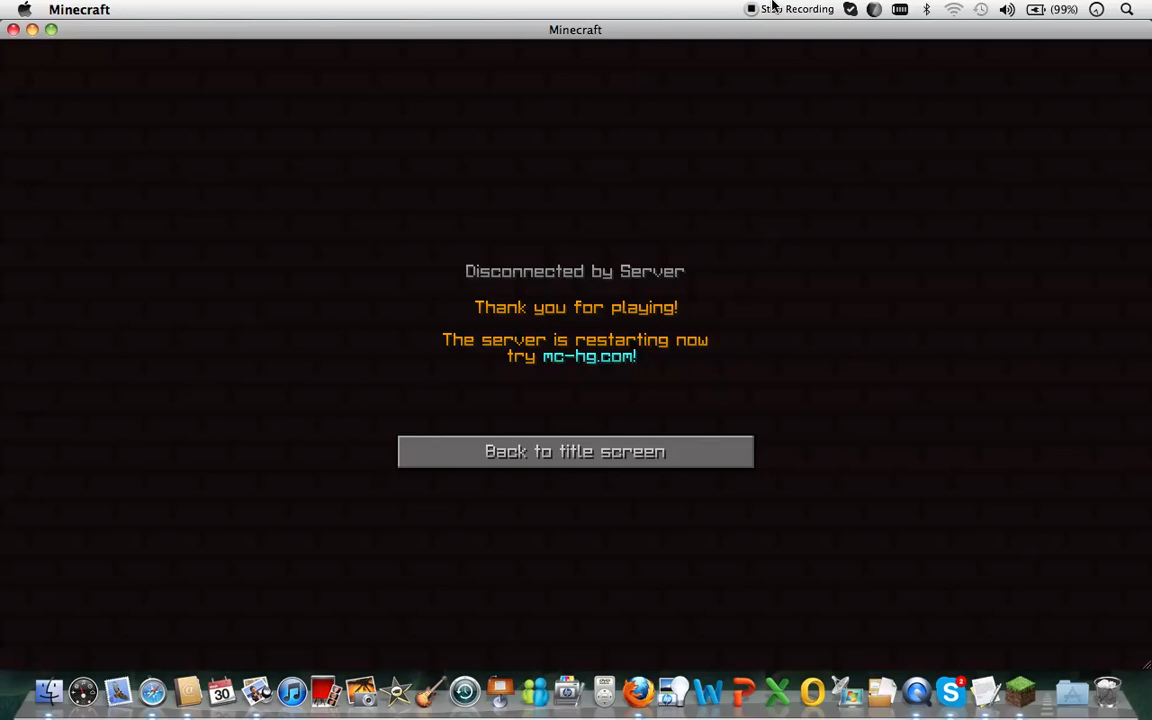 Minecraft
Stop Recording
(99%)
Minecraft
Disconnected by Server
Thank you for playing!
The server is restarting now
try mc-hg.com!
Back to title screen
30
W
P
X
O
S
2